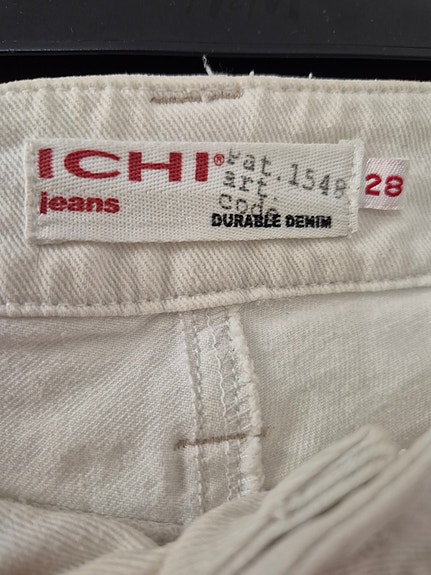 ICHI®
jeans
Pat. 1548
art.
code
DURABLE DENIM
28